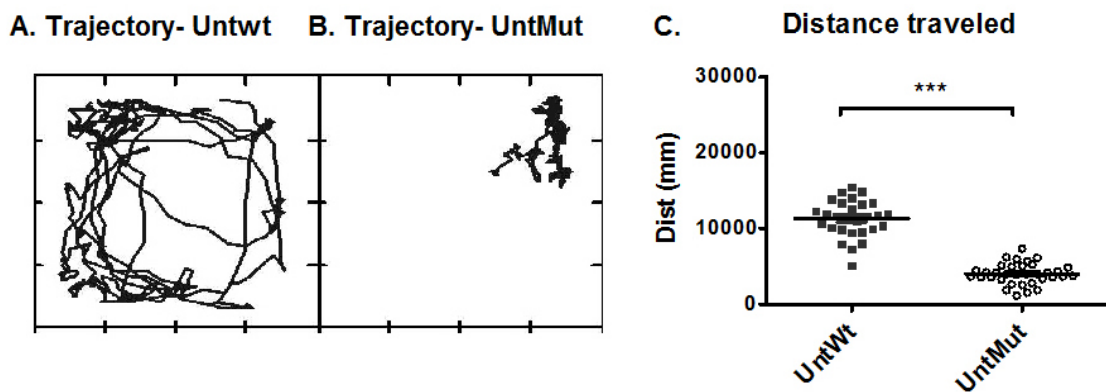 A. Trajectory- Untwt
B. Trajectory- UntMut
C. Distance traveled
***
30000
20000
10000
0
Dist (mm)
UntWt
UntMut